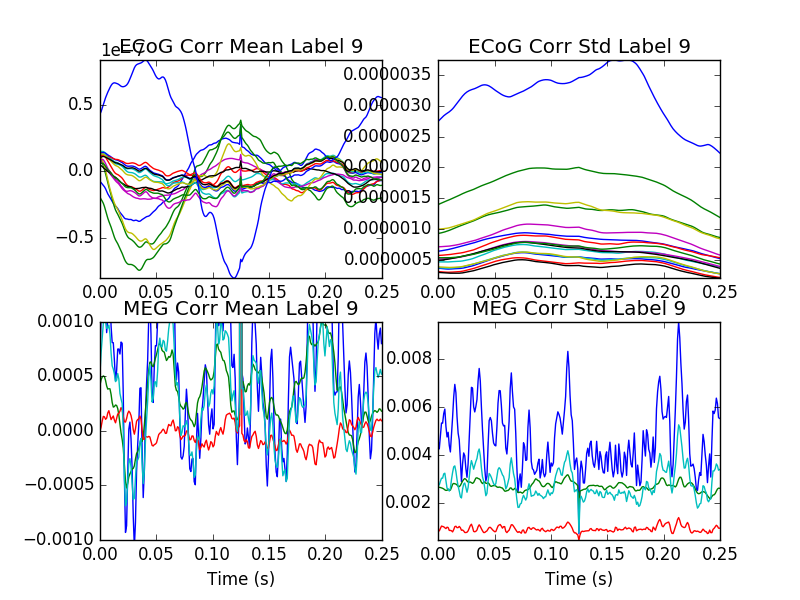 ECoG Corr Mean Label 9
1e−7
0.5
0.0
−0.5
0.00 0.05 0.10 0.15 0.20 0.25
ECoG Corr Std Label 9
0.0000035
0.0000030
0.0000025
0.0000020
0.0000015
0.0000010
0.0000005
0.00 0.05 0.10 0.15 0.20 0.25
MEG Corr Mean Label 9
0.0010
0.0005
0.0000
−0.0005
−0.0010
0.00 0.05 0.10 0.15 0.20 0.25
Time (s)
MEG Corr Std Label 9
0.008
0.006
0.004
0.002
0.00 0.05 0.10 0.15 0.20 0.25
Time (s)